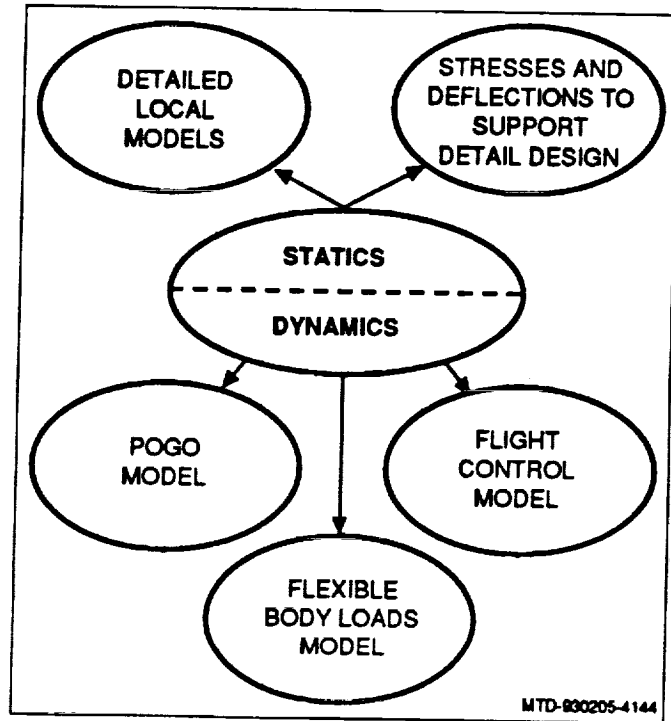 DETAILED
LOCAL
MODELS
STRESSES AND
DEFLECTIONS TO
SUPPORT
DETAIL DESIGN
STATICS
DYNAMICS
POGO
MODEL
FLIGHT
CONTROL
MODEL
FLEXIBLE
BODY LOADS
MODEL
MTD-930205-4144